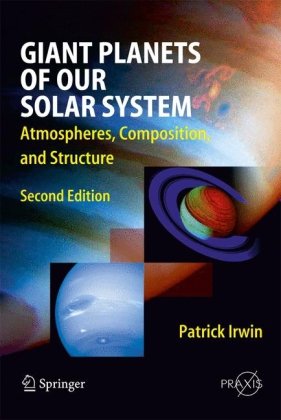 GIANT PLANETS
OF OUR
SOLAR SYSTEM
Atmospheres, Composition,
and Structure
Second Edition
Patrick Irwin
Springer
PRAXIS